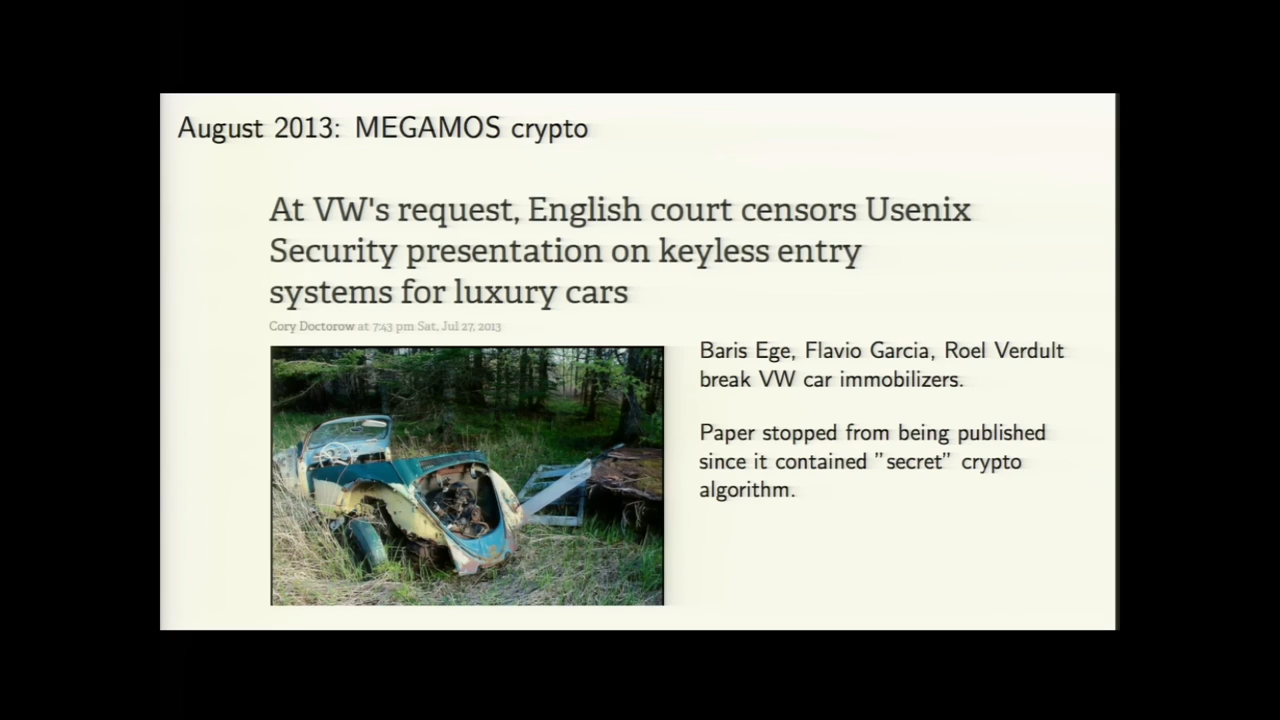 August 2013: MEGAMOS crypto
At VW's request, English court censors Usenix
Security presentation on keyless entry
systems for luxury cars
Cory Doctorow at 7:43 pm Sat, Jul 27, 2013
Baris Ege, Flavio Garcia, Roel Verdult
break VW car immobilizers.
Paper stopped from being published
since it contained "secret" crypto
algorithm.